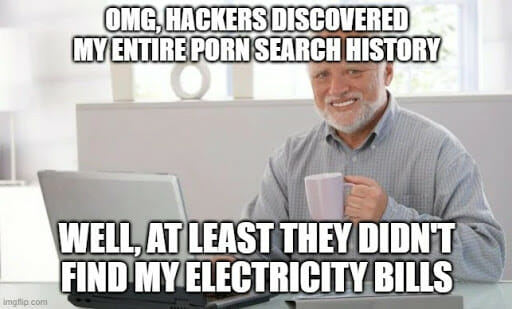 OMG, HACKERS DISCOVERED
MY ENTIRE PORN SEARCH HISTORY
WELL, AT LEAST THEY DIDN'T
FIND MY ELECTRICITY BILLS
imgflip.com